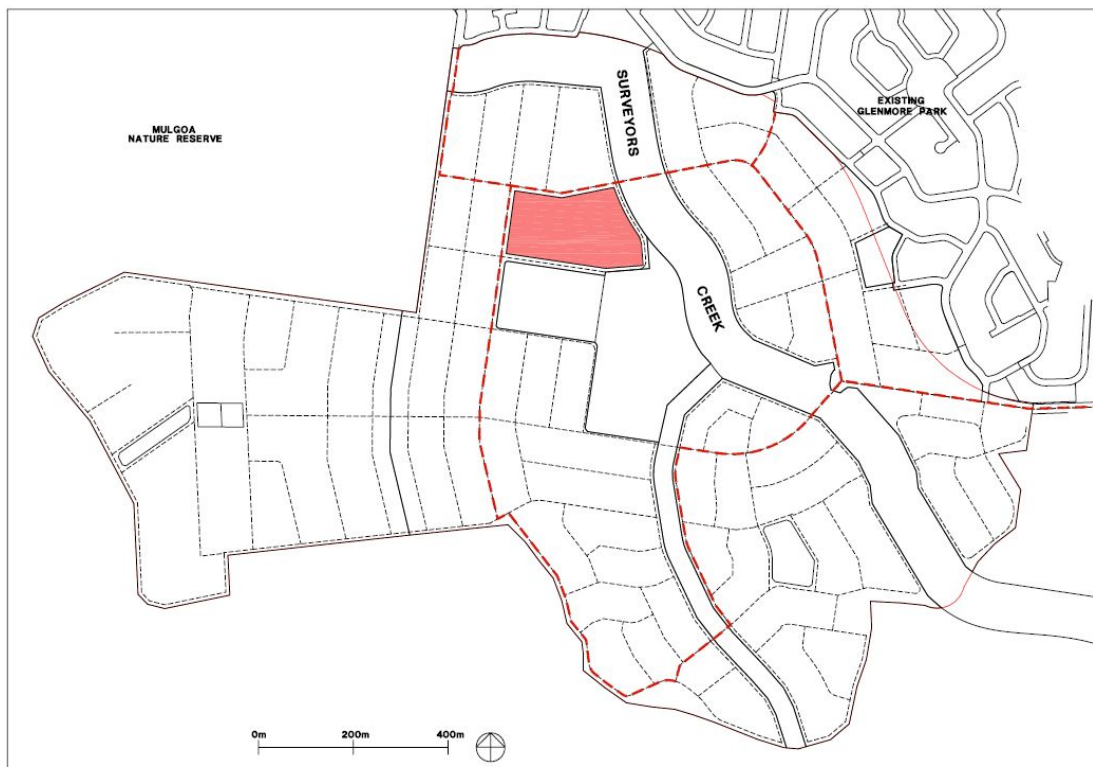 MULGOA
NATURE RESERVE
SURVEYORS
CREEK
EXISTING
GLENMORE PARK
0m 200m 400m